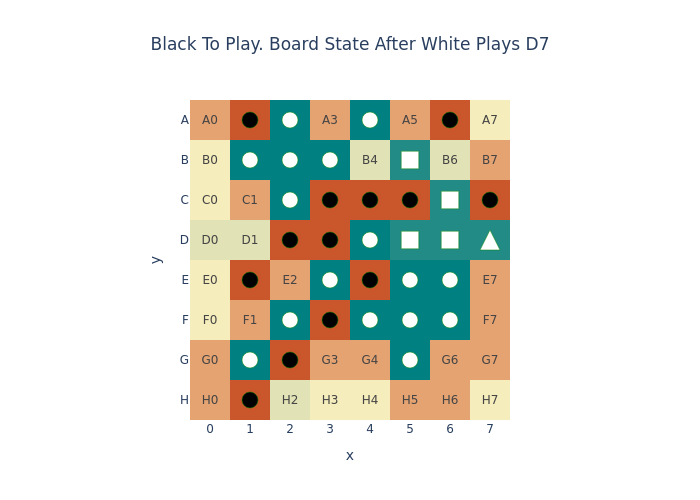 Black To Play. Board State After White Plays D7
A A0 A3 A5 A7
B B0 B4 B6 B7
C C0 C1
D D0 D1
E E0 E2 E7
F F0 F1 F7
G G0 G3 G4 G6 G7
H H0 H2 H3 H4 H5 H6 H7
0 1 2 3 4 5 6 7
x
y